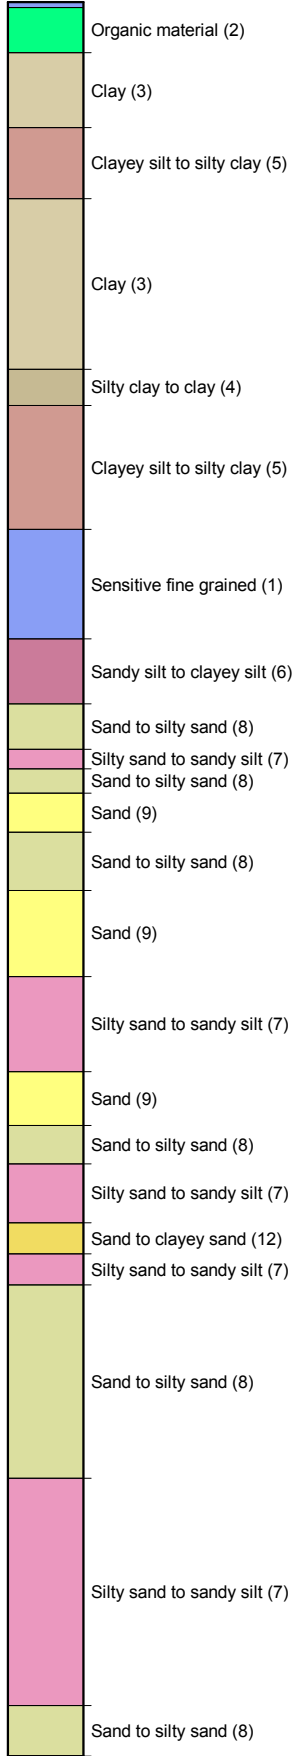 Organic material (2)
Clay (3)
Clayey silt to silty clay (5)
Clay (3)
Silty clay to clay (4)
Clayey silt to silty clay (5)
Sensitive fine grained (1)
Sandy silt to clayey silt (6)
Sand to silty sand (8)
Silty sand to sandy silt (7)
Sand to silty sand (8)
Sand (9)
Sand to silty sand (8)
Sand (9)
Silty sand to sandy silt (7)
Sand (9)
Sand to silty sand (8)
Silty sand to sandy silt (7)
Sand to clayey sand (12)
Silty sand to sandy silt (7)
Sand to silty sand (8)
Silty sand to sandy silt (7)
Sand to silty sand (8)